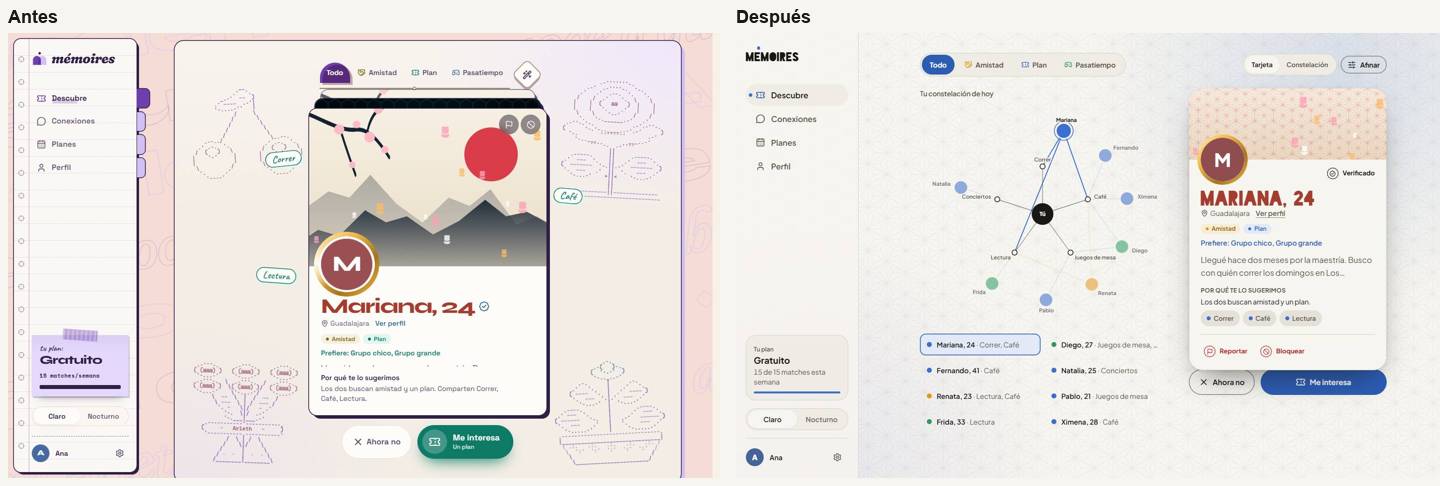 Antes
mémoires
Descubre
Conexiones
Planes
Perfil
tu plan:
Gratuito
15 matches/semana
Claro
Nocturno
A
Ana
Todo
Amistad
Plan
Pasatiempo
Correr
Café
Lectura
Arleth
M
Mariana, 24
Guadalajara
Ver perfil
Amistad
Plan
Prefiere: Grupo chico, Grupo grande
Por qué te lo sugerimos
Los dos buscan amistad y un plan. Comparten Correr,
Café, Lectura.
Ahora no
Me interesa
Un plan
Después
MÉMOIRES
Descubre
Conexiones
Planes
Perfil
Tu plan
Gratuito
15 de 15 matches esta
semana
Claro
Nocturno
A
Ana
Todo
Amistad
Plan
Pasatiempo
Tarjeta
Constelación
Afinar
Tu constelación de hoy
Mariana
Fernando
Correr
Natalia
Conciertos
Café
Ximena
Tú
Diego
Lectura
Juegos de mesa
Frida
Renata
Pablo
Mariana, 24 · Correr, Café
Diego, 27 · Juegos de mesa, ...
Fernando, 41 · Café
Natalia, 25 · Conciertos
Renata, 23 · Lectura, Café
Pablo, 21 · Juegos de mesa
Frida, 33 · Lectura
Ximena, 28 · Café
M
Verificado
MARIANA, 24
Guadalajara
Ver perfil
Amistad
Plan
Prefiere: Grupo chico, Grupo grande
Llegué hace dos meses por la maestría. Busco
con quién correr los domingos en Los...
POR QUÉ TE LO SUGERIMOS
Los dos buscan amistad y un plan.
Correr
Café
Lectura
Reportar
Bloquear
Ahora no
Me interesa